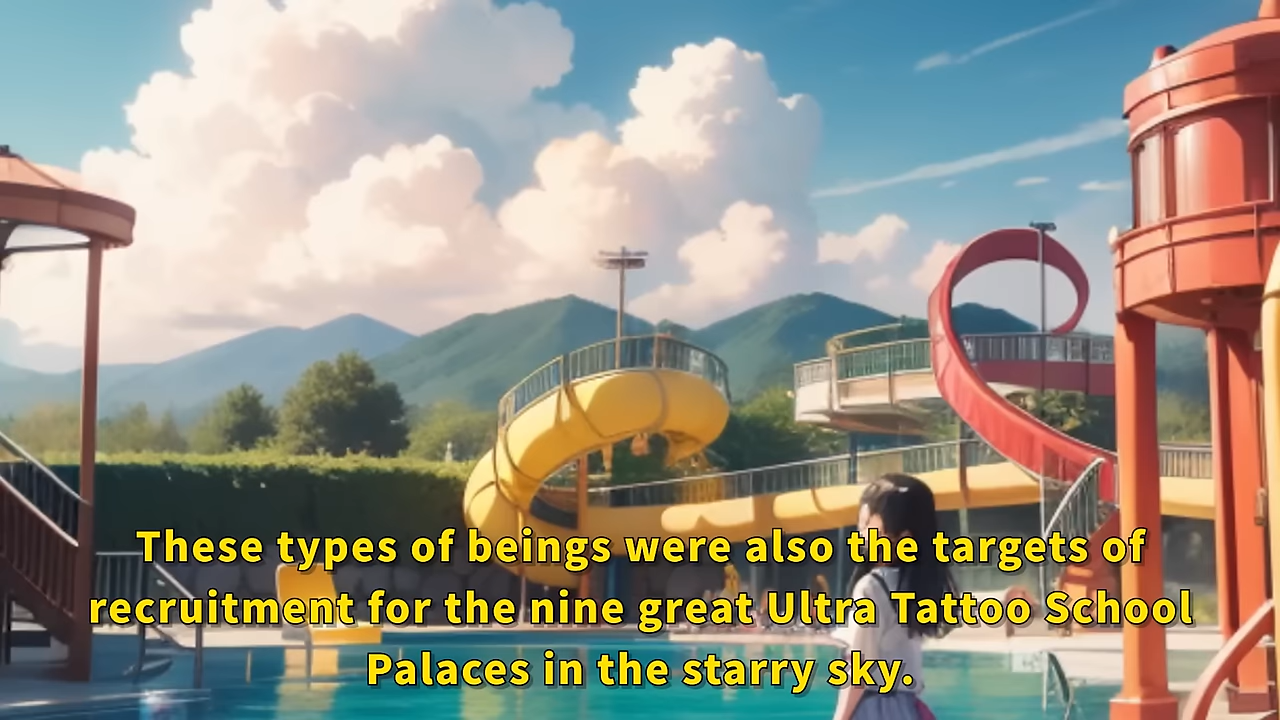 These types of beings were also the targets of
recruitment for the nine great Ultra Tattoo School
Palaces in the starry sky.